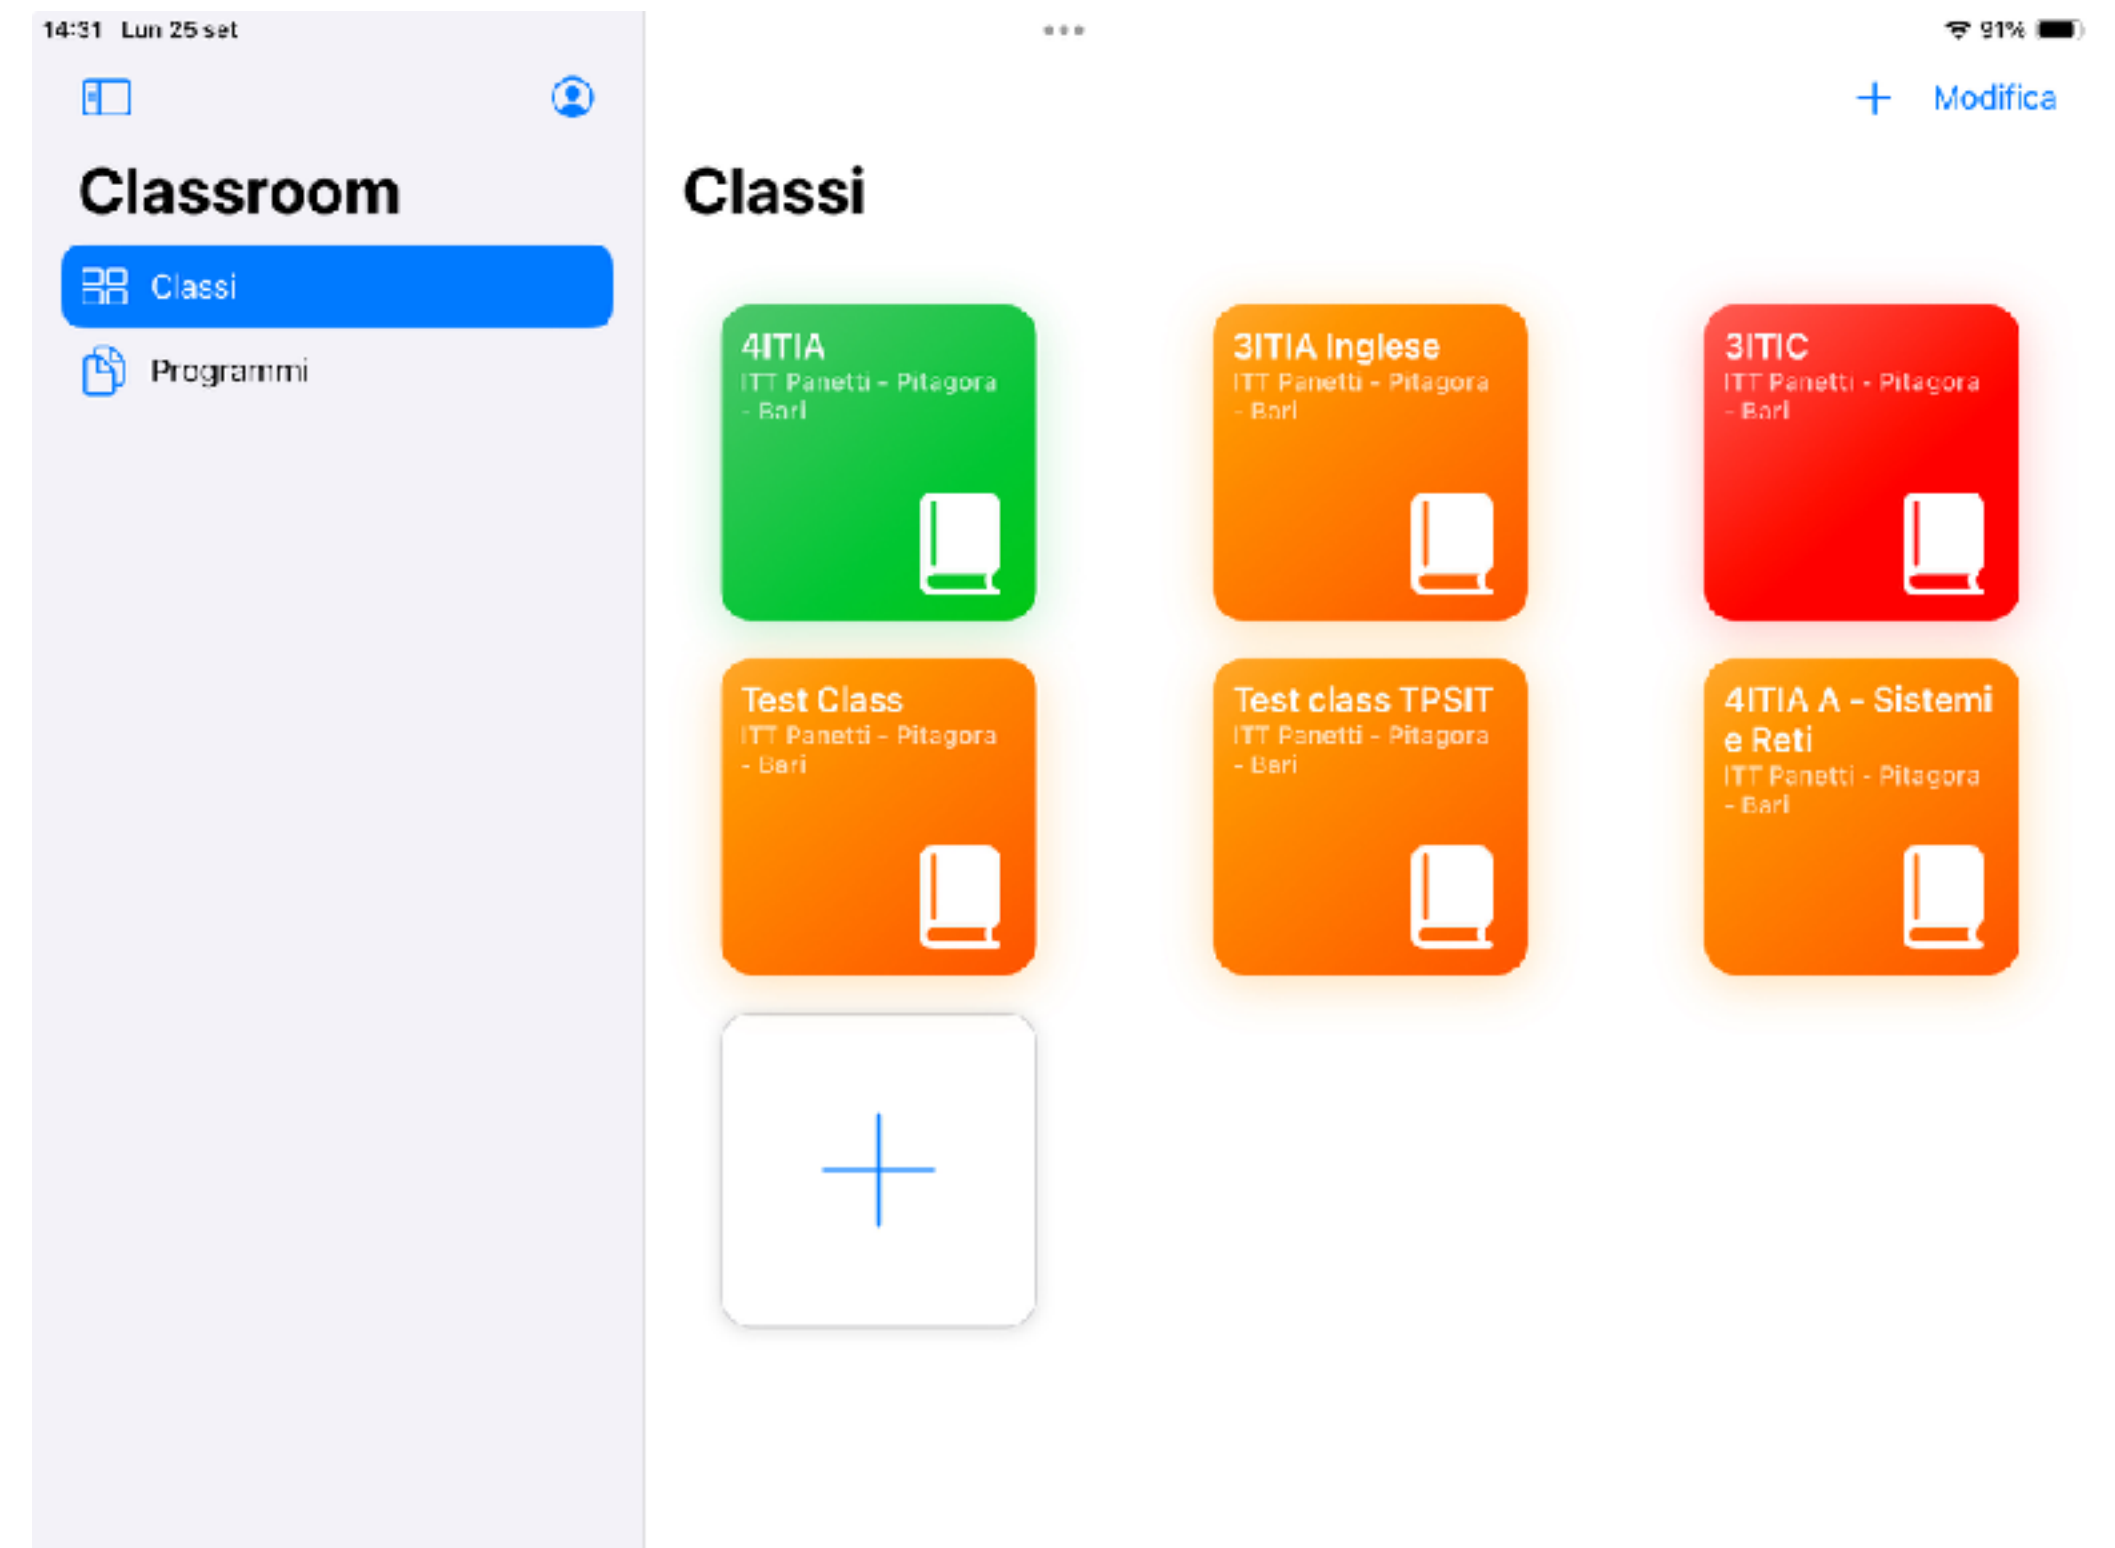 14:31 Lun 25 set
91%
Classroom
Classi
Programmi
Modifica
Classi
4ITIA
ITT Panetti - Pitagora
- Bari
3ITIA Inglese
ITT Panetti - Pitagora
- Bari
3ITIC
ITT Panetti - Pitagora
- Bari
Test Class
ITT Panetti - Pitagora
- Bari
Test class TPSIT
ITT Panetti - Pitagora
- Bari
4ITIA A - Sistemi
e Reti
ITT Panetti - Pitagora
- Bari